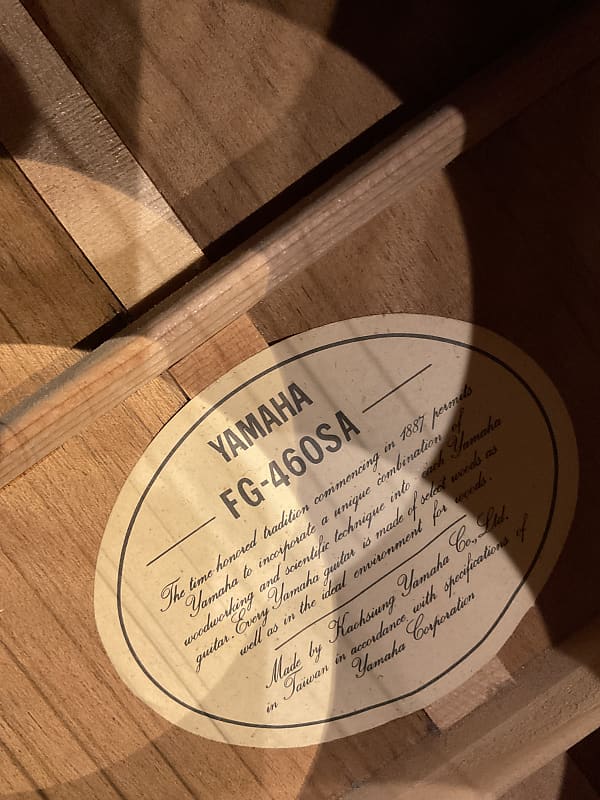 YAMAHA
FG-460SA
The time honored tradition commencing in 1887, permits
Yamaha to incorporate a unique combination of
woodworking and scientific technique into each Yamaha
guitar. Every Yamaha guitar is made of select woods as
well as in the ideal environment for woods.
Made by Kaohsiung Yamaha Co., Ltd.
in Taiwan in accordance with specifications of
Yamaha Corporation